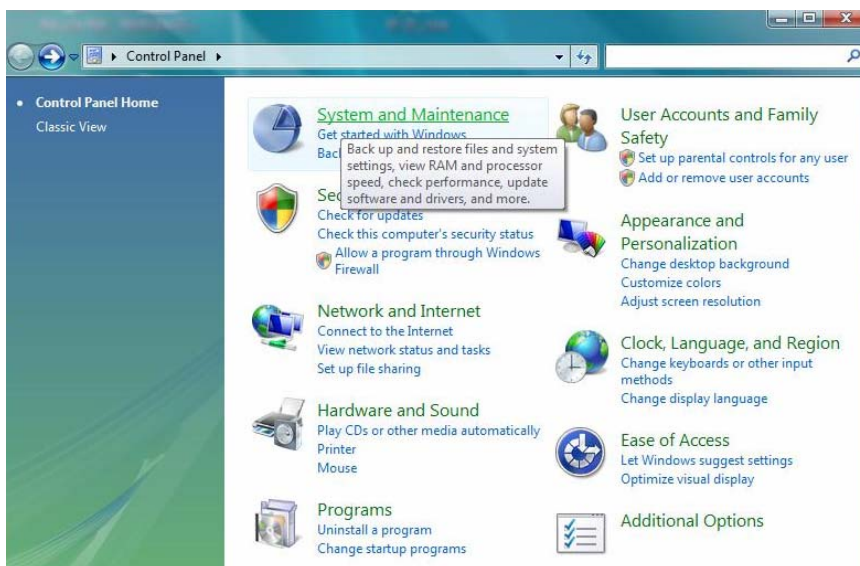 Control Panel
Control Panel Home
Classic View
System and Maintenance
Get started with Windows
Back up and restore files and system
settings, view RAM and processor
speed, check performance, update
software and drivers, and more.
Check for updates
Check this computer's security status
Allow a program through Windows
Firewall
Network and Internet
Connect to the Internet
View network status and tasks
Set up file sharing
Hardware and Sound
Play CDs or other media automatically
Printer
Mouse
Programs
Uninstall a program
Change startup programs
User Accounts and Family
Safety
Set up parental controls for any user
Add or remove user accounts
Appearance and
Personalization
Change desktop background
Customize colors
Adjust screen resolution
Clock, Language, and Region
Change keyboards or other input
methods
Change display language
Ease of Access
Let Windows suggest settings
Optimize visual display
Additional Options